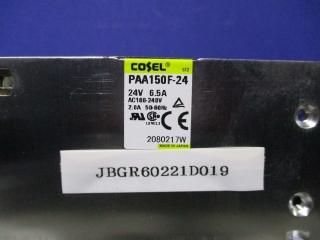 COSEL
PAA150F-24
24V 6.5A
AC100-240V
2.0A 50-60Hz
2080217W
MADE IN JAPAN
JBGR60221D019